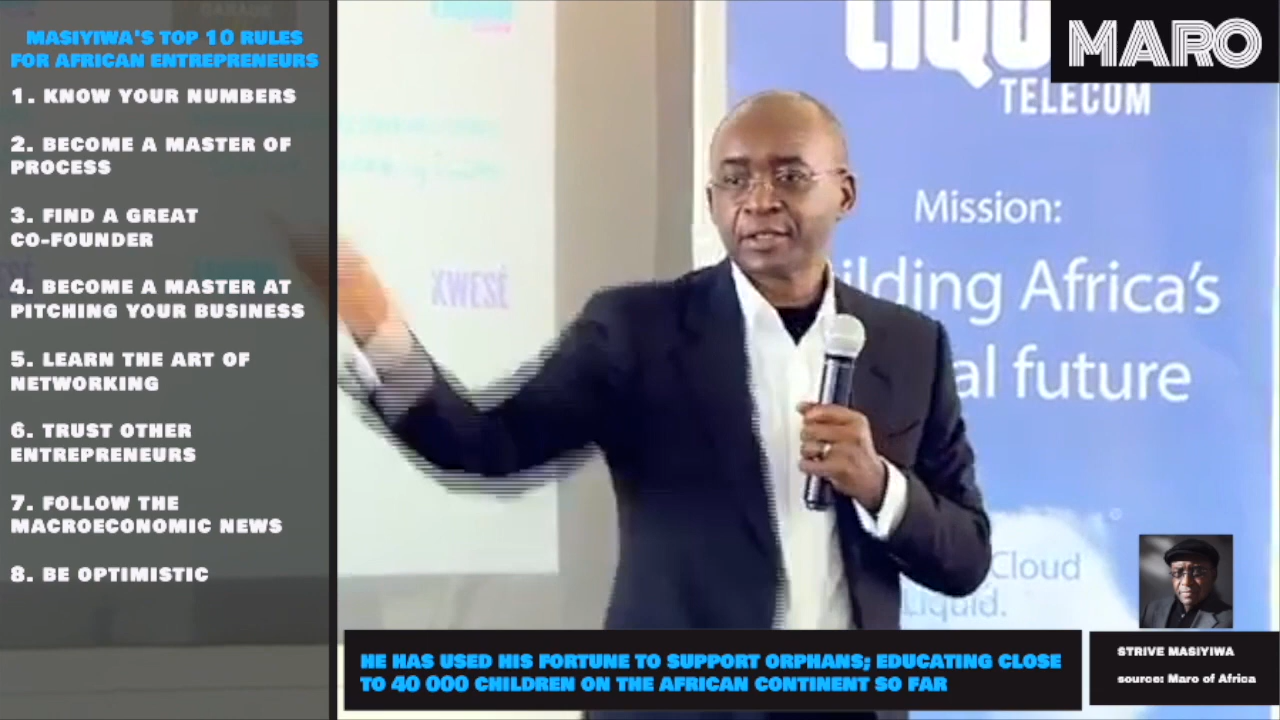 MASIYIWA'S TOP 10 RULES
FOR AFRICAN ENTREPRENEURS
1. KNOW YOUR NUMBERS
2. BECOME A MASTER OF
PROCESS
3. FIND A GREAT
CO-FOUNDER
4. BECOME A MASTER AT
PITCHING YOUR BUSINESS
5. LEARN THE ART OF
NETWORKING
6. TRUST OTHER
ENTREPRENEURS
7. FOLLOW THE
MACROECONOMIC NEWS
8. BE OPTIMISTIC
XWESÉ
TELECOM
Mission:
Africa's
future
Cloud
Liquid.
MARO
HE HAS USED HIS FORTUNE TO SUPPORT ORPHANS; EDUCATING CLOSE
TO 40 000 CHILDREN ON THE AFRICAN CONTINENT SO FAR
STRIVE MASIYIWA
source: Maro of Africa